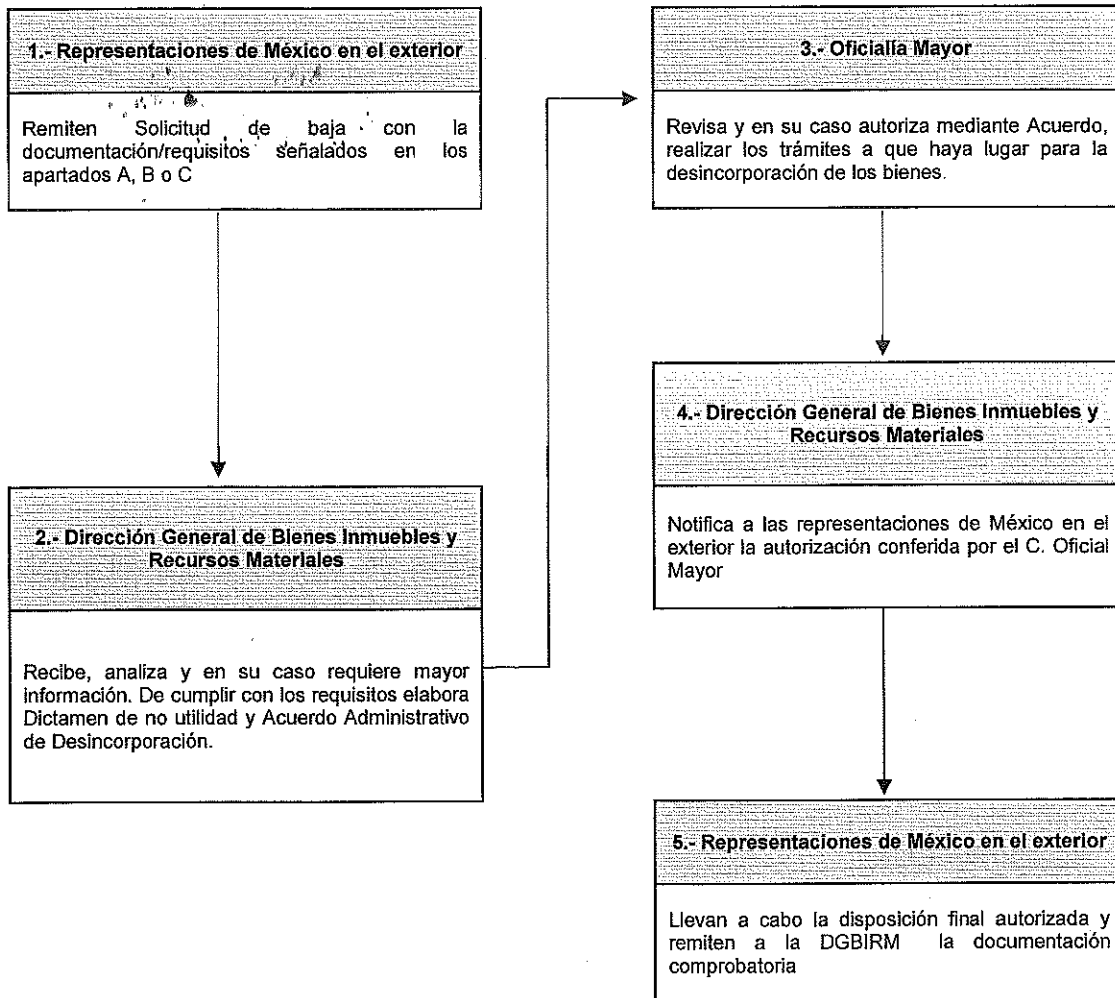 1.- Representaciones de México en el exterior
Remiten Solicitud de baja con la
documentación/requisitos señalados en los
apartados A, B o C
2.- Dirección General de Bienes Inmuebles y
Recursos Materiales
Recibe, analiza y en su caso requiere mayor
información. De cumplir con los requisitos elabora
Dictamen de no utilidad y Acuerdo Administrativo
de Desincorporación.
3.- Oficialía Mayor
Revisa y en su caso autoriza mediante Acuerdo,
realizar los trámites a que haya lugar para la
desincorporación de los bienes.
4.- Dirección General de Bienes Inmuebles y
Recursos Materiales
Notifica a las representaciones de México en el
exterior la autorización conferida por el C. Oficial
Mayor
5.- Representaciones de México en el exterior
Llevan a cabo la disposición final autorizada y
remiten a la DGBIRM la documentación
comprobatoria